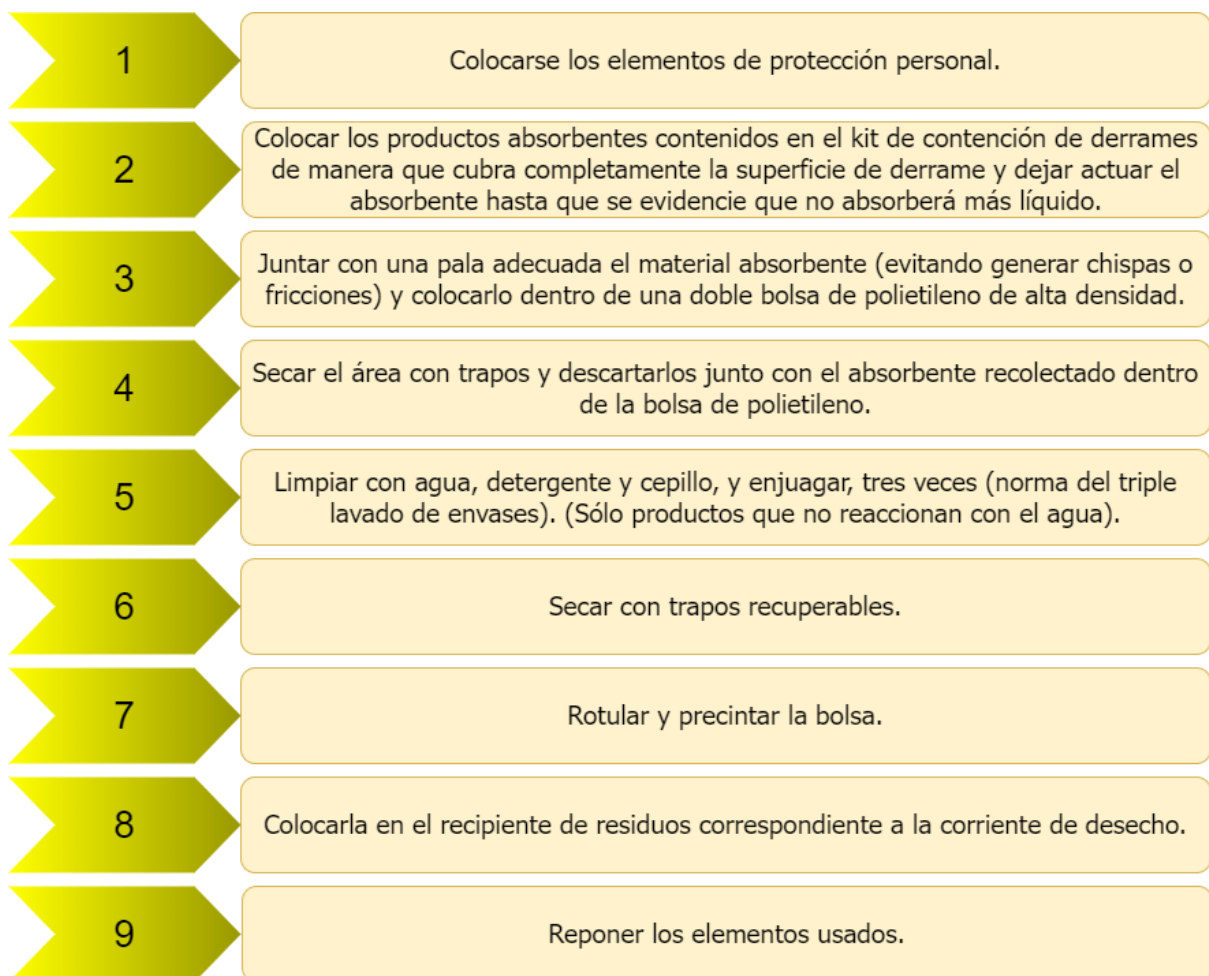 1
Colocarse los elementos de protección personal.
2
Colocar los productos absorbentes contenidos en el kit de contención de derrames
de manera que cubra completamente la superficie de derrame y dejar actuar el
absorbente hasta que se evidencie que no absorberá más líquido.
3
Juntar con una pala adecuada el material absorbente (evitando generar chispas o
fricciones) y colocarlo dentro de una doble bolsa de polietileno de alta densidad.
4
Secar el área con trapos y descartarlos junto con el absorbente recolectado dentro
de la bolsa de polietileno.
5
Limpiar con agua, detergente y cepillo, y enjuagar, tres veces (norma del triple
lavado de envases). (Sólo productos que no reaccionan con el agua).
6
Secar con trapos recuperables.
7
Rotular y precintar la bolsa.
8
Colocarla en el recipiente de residuos correspondiente a la corriente de desecho.
9
Reponer los elementos usados.